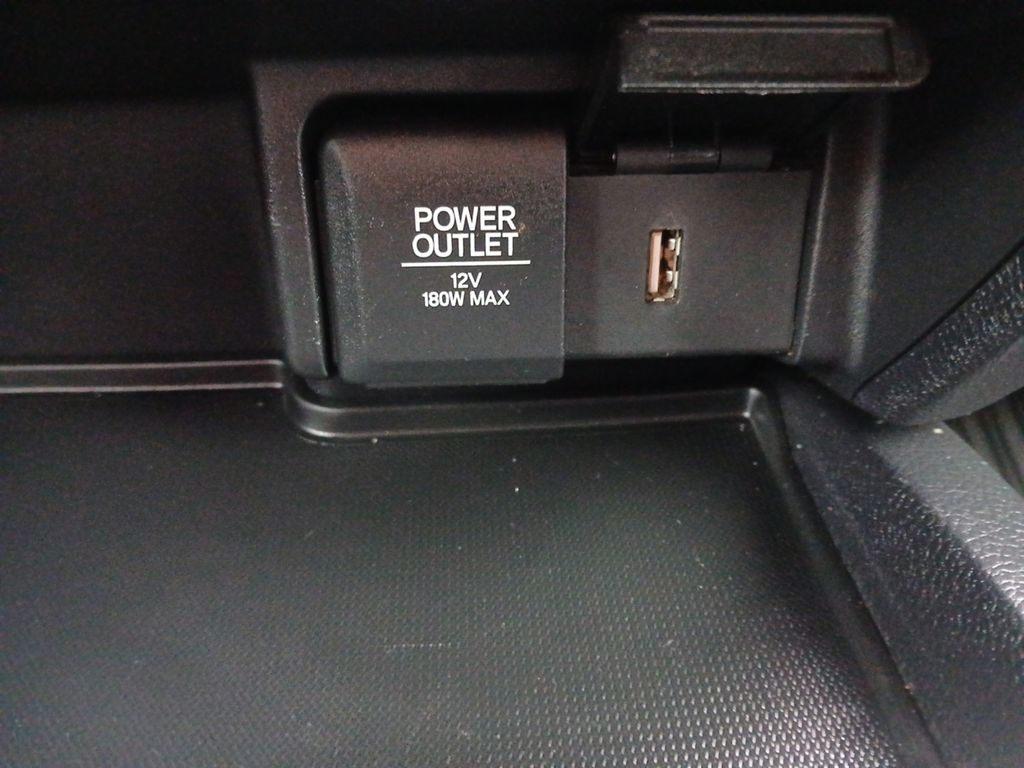 POWER
OUTLET
12V
180W MAX